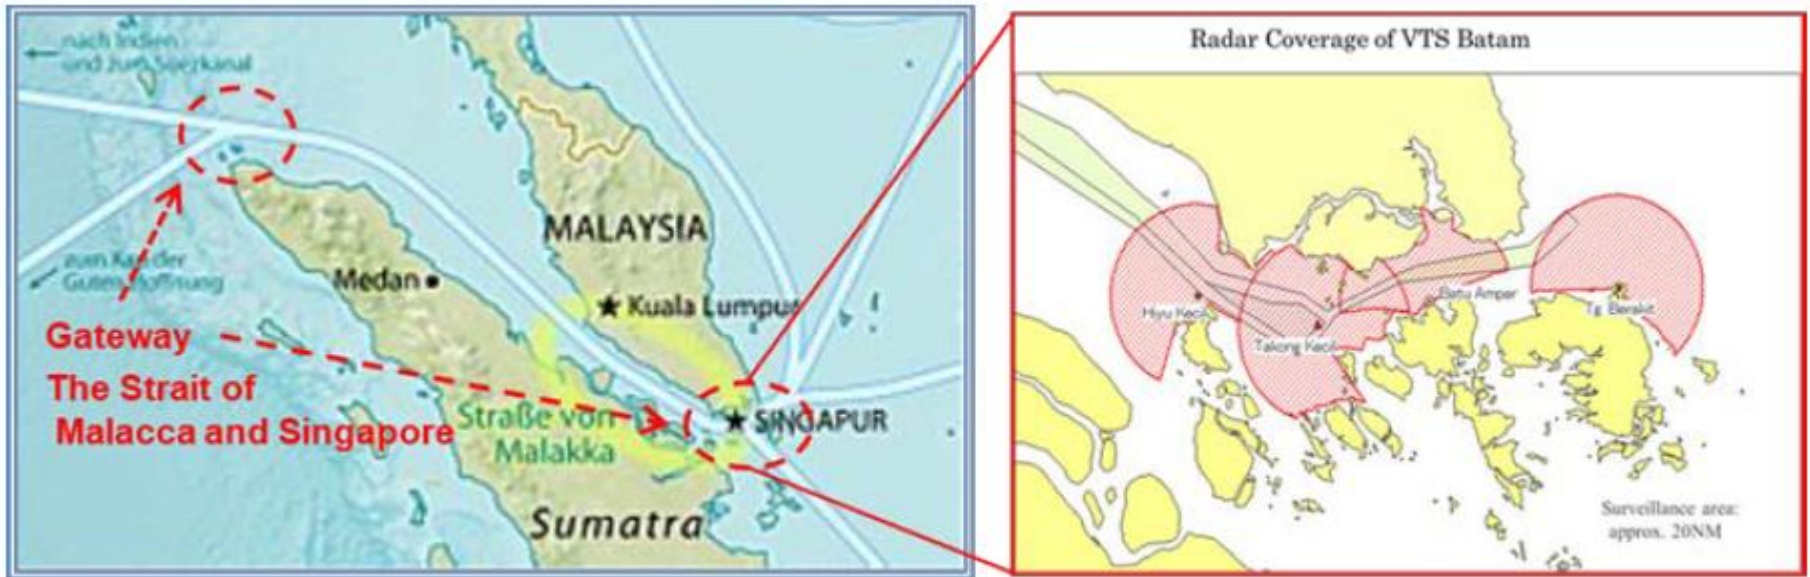 nach Indien
und zum Suezkanal
MALAYSIA
zum Kap der
Guten Hoffnung
Medan
Kuala Lumpur
Gateway
The Strait of
Malacca and Singapore
Straße von
Malakka
SINGAPUR
Sumatra
Radar Coverage of VTS Batam
Hiyu Kecil
Batu Ampar
Tg. Berakit
Takong Kecil
Surveillance area:
approx. 20NM